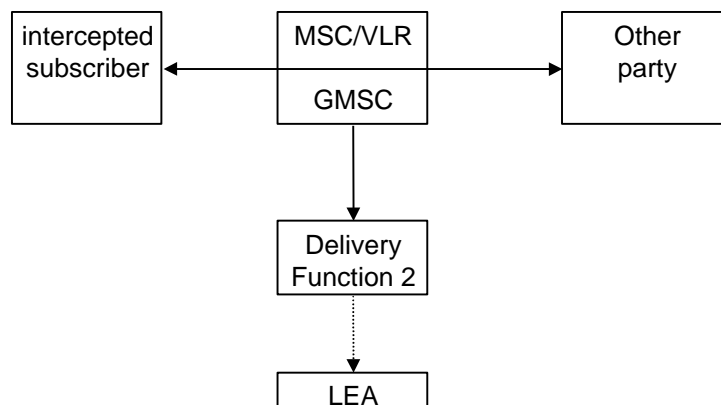 intercepted
subscriber
MSC/VLR
GMSC
Other
party
Delivery
Function 2
LEA